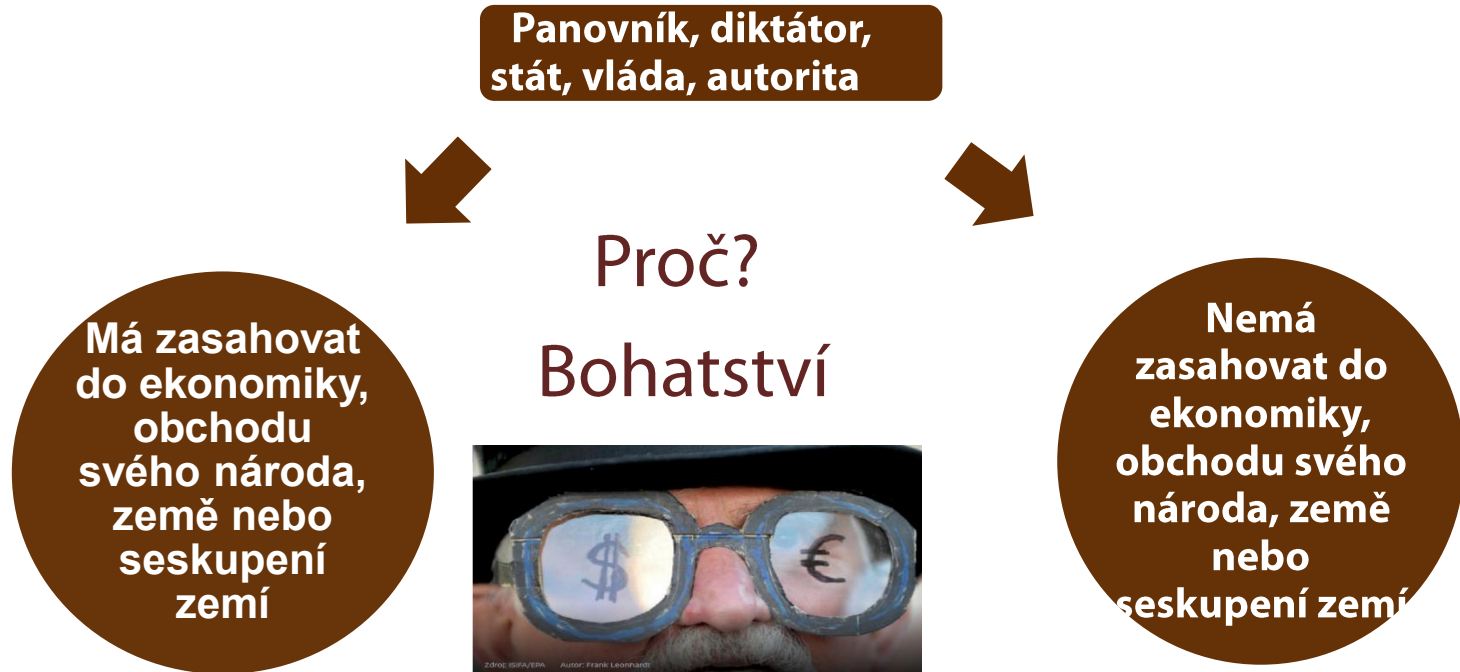 Panovník, diktátor,
stát, vláda, autorita
Proč?
Bohatství
Má zasahovat
do ekonomiky,
obchodu
svého národa,
země nebo
seskupení
zemí
$
€
Zdroj: ISIFA/EPA Autor: Frank Leonhardt
Nemá
zasahovat do
ekonomiky,
obchodu svého
národa, země
nebo
seskupení zemí